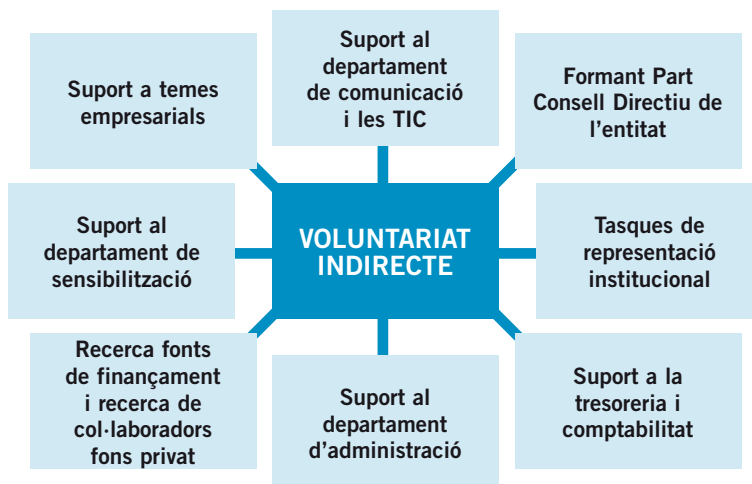 Suport a temes
empresarials
Suport al
departament
de comunicació
i les TIC
Formant Part
Consell Directiu de
l'entitat
Suport al
departament de
sensibilització
VOLUNTARIAT
INDIRECTE
Tasques de
representació
institucional
Recerca fonts
de finançament
i recerca de
col·laboradors
fons privat
Suport al
departament
d'administració
Suport a la
tresoreria i
comptabilitat